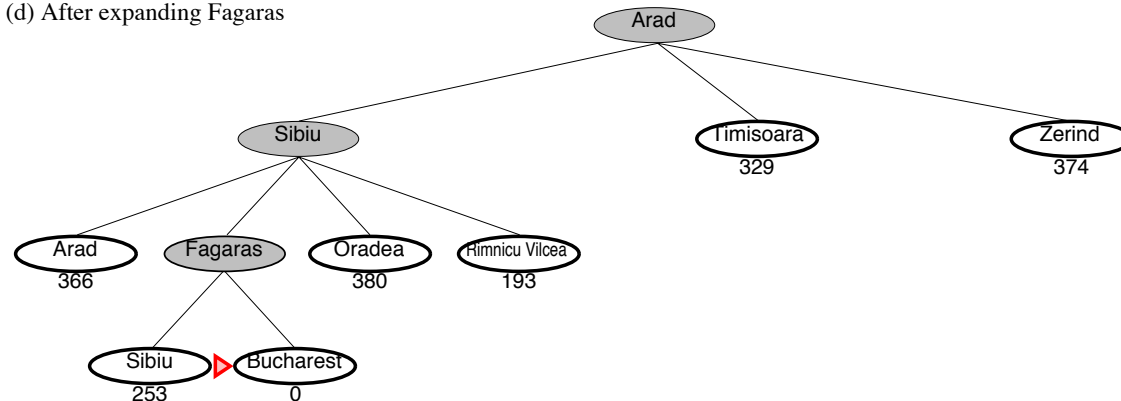 (d) After expanding Fagaras
Arad
Sibiu
Timisoara
Zerind
329
374
Arad
Fagaras
Oradea
Rimnicu Vilcea
366
380
193
Sibiu
Bucharest
253
0